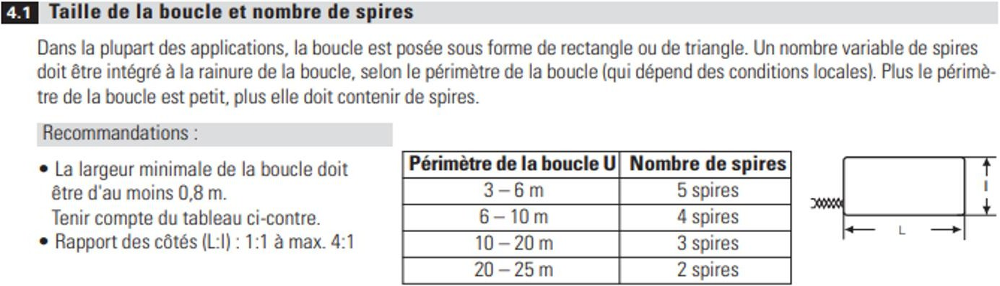 4.1 Taille de la boucle et nombre de spires
Dans la plupart des applications, la boucle est posée sous forme de rectangle ou de triangle. Un nombre variable de spires
doit être intégré à la rainure de la boucle, selon le périmètre de la boucle (qui dépend des conditions locales). Plus le périmè-
tre de la boucle est petit, plus elle doit contenir de spires.
Recommandations :
• La largeur minimale de la boucle doit
être d'au moins 0,8 m.
Tenir compte du tableau ci-contre.
• Rapport des côtés (L:l) : 1:1 à max. 4:1
Périmètre de la boucle U Nombre de spires
3 – 6 m 5 spires
6 – 10 m 4 spires
10 – 20 m 3 spires
20 – 25 m 2 spires
l
L